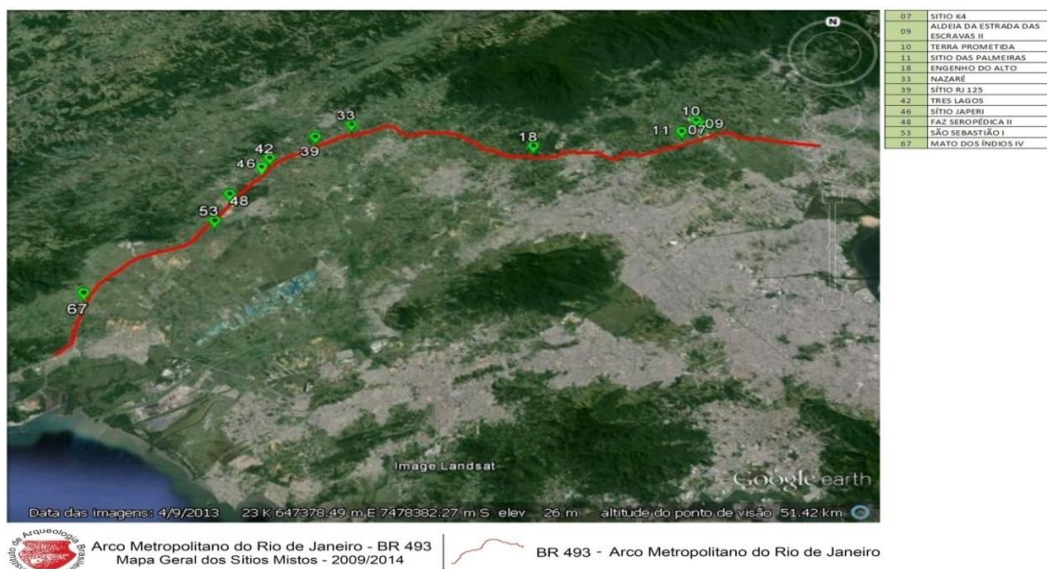 N
07 SITIO K4
09 ALDEIA DA ESTRADA DAS
ESCRAVAS II
10 TERRA PROMETIDA
11 SITIO DAS PALMEIRAS
18 ENGENHO DO ALTO
33 NAZARÉ
39 SÍTIO RJ 125
42 TRES LAGOS
46 SÍTIO JAPERI
48 FAZ SEROPÉDICA II
53 SÃO SEBASTIÃO I
67 MATO DOS ÍNDIOS IV
33
10
39
18
11
07
09
42
46
48
53
67
Image Landsat
Google earth
Data das imagens: 4/9/2013 23 K 647378.49 m E 7478382.27 m S elev 26 m altitude do ponto de visão 51.42 km
de Arqueologia
Arco Metropolitano do Rio de Janeiro - BR 493
Mapa Geral dos Sítios Mistos - 2009/2014
BR 493 - Arco Metropolitano do Rio de Janeiro